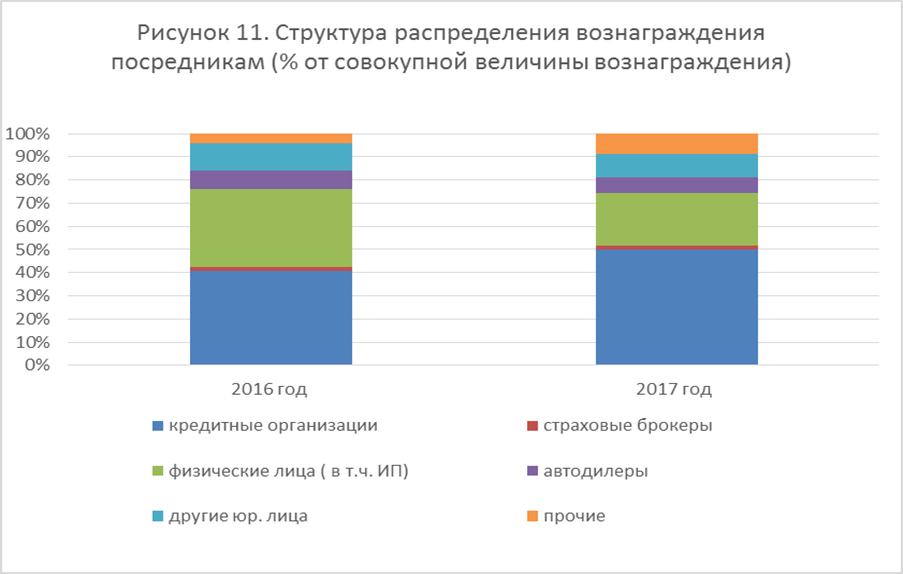 Рисунок 11. Структура распределения вознаграждения
посредникам (% от совокупной величины вознаграждения)
100%
90%
80%
70%
60%
50%
40%
30%
20%
10%
0%
2016 год
2017 год
кредитные организации
страховые брокеры
физические лица ( в т.ч. ИП)
автодилеры
другие юр. лица
прочие